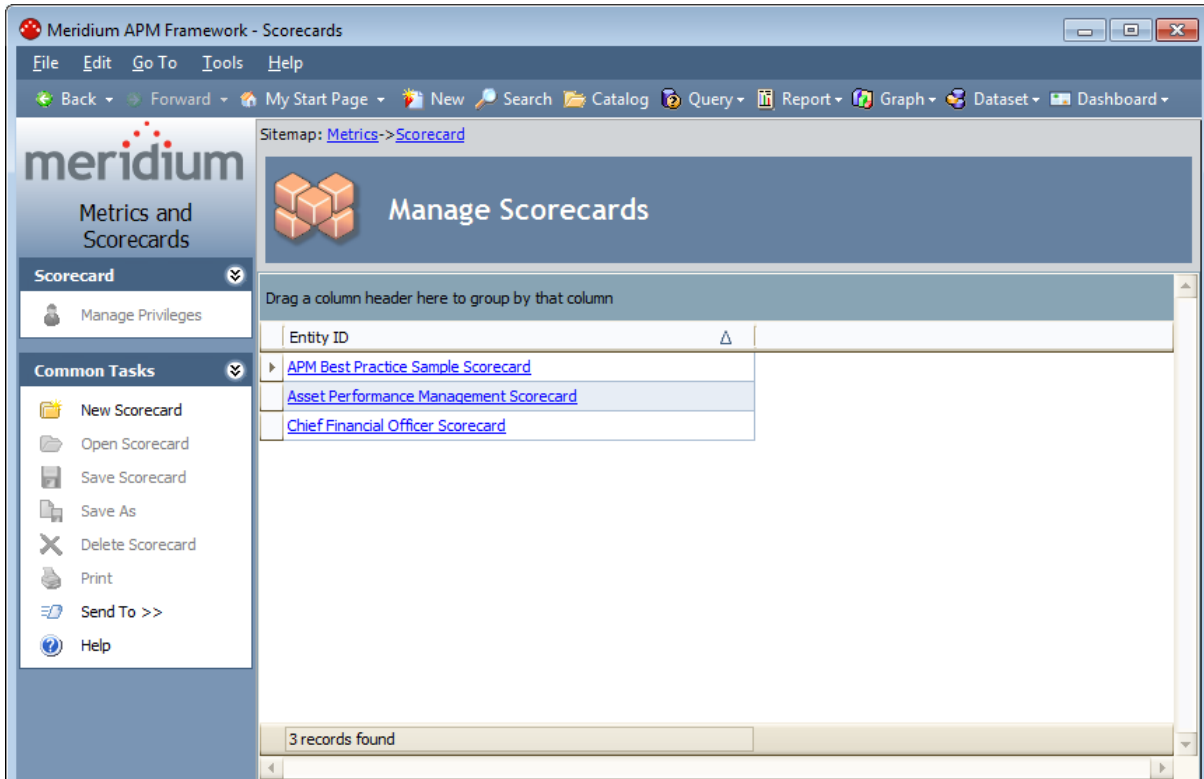 Meridium APM Framework - Scorecards
File Edit Go To Tools Help
Back Forward My Start Page New Search Catalog Query Report Graph Dataset Dashboard
meridium
Metrics and
Scorecards
Scorecard
Manage Privileges
Common Tasks
New Scorecard
Open Scorecard
Save Scorecard
Save As
Delete Scorecard
Print
Send To >>
Help
Sitemap: Metrics->Scorecard
Manage Scorecards
Drag a column header here to group by that column
Entity ID
APM Best Practice Sample Scorecard
Asset Performance Management Scorecard
Chief Financial Officer Scorecard
3 records found